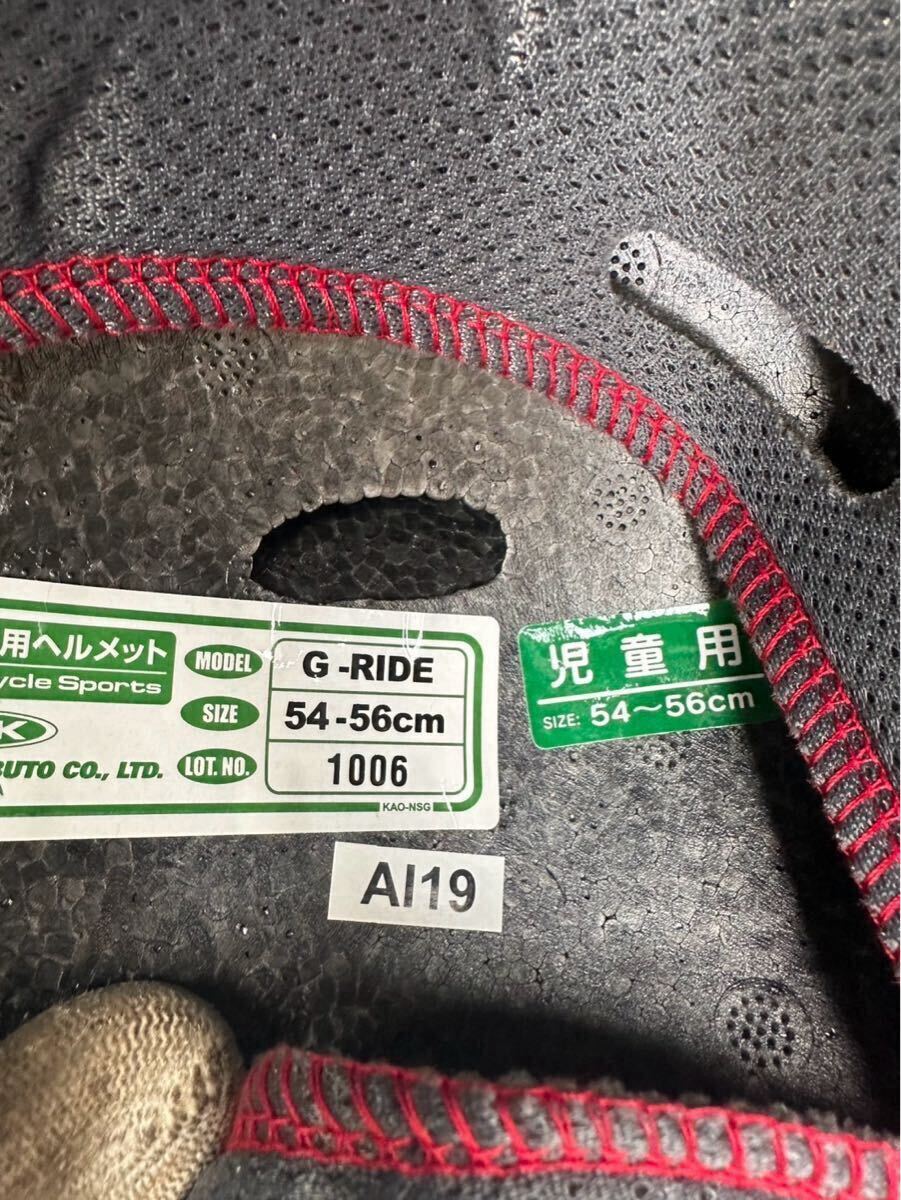 用ヘルメット
ycle Sports
K
BUTO CO., LTD.
MODEL G-RIDE
SIZE 54-56cm
LOT. NO. 1006
KAO-NSG
児童用
SIZE: 54～56cm
AI19